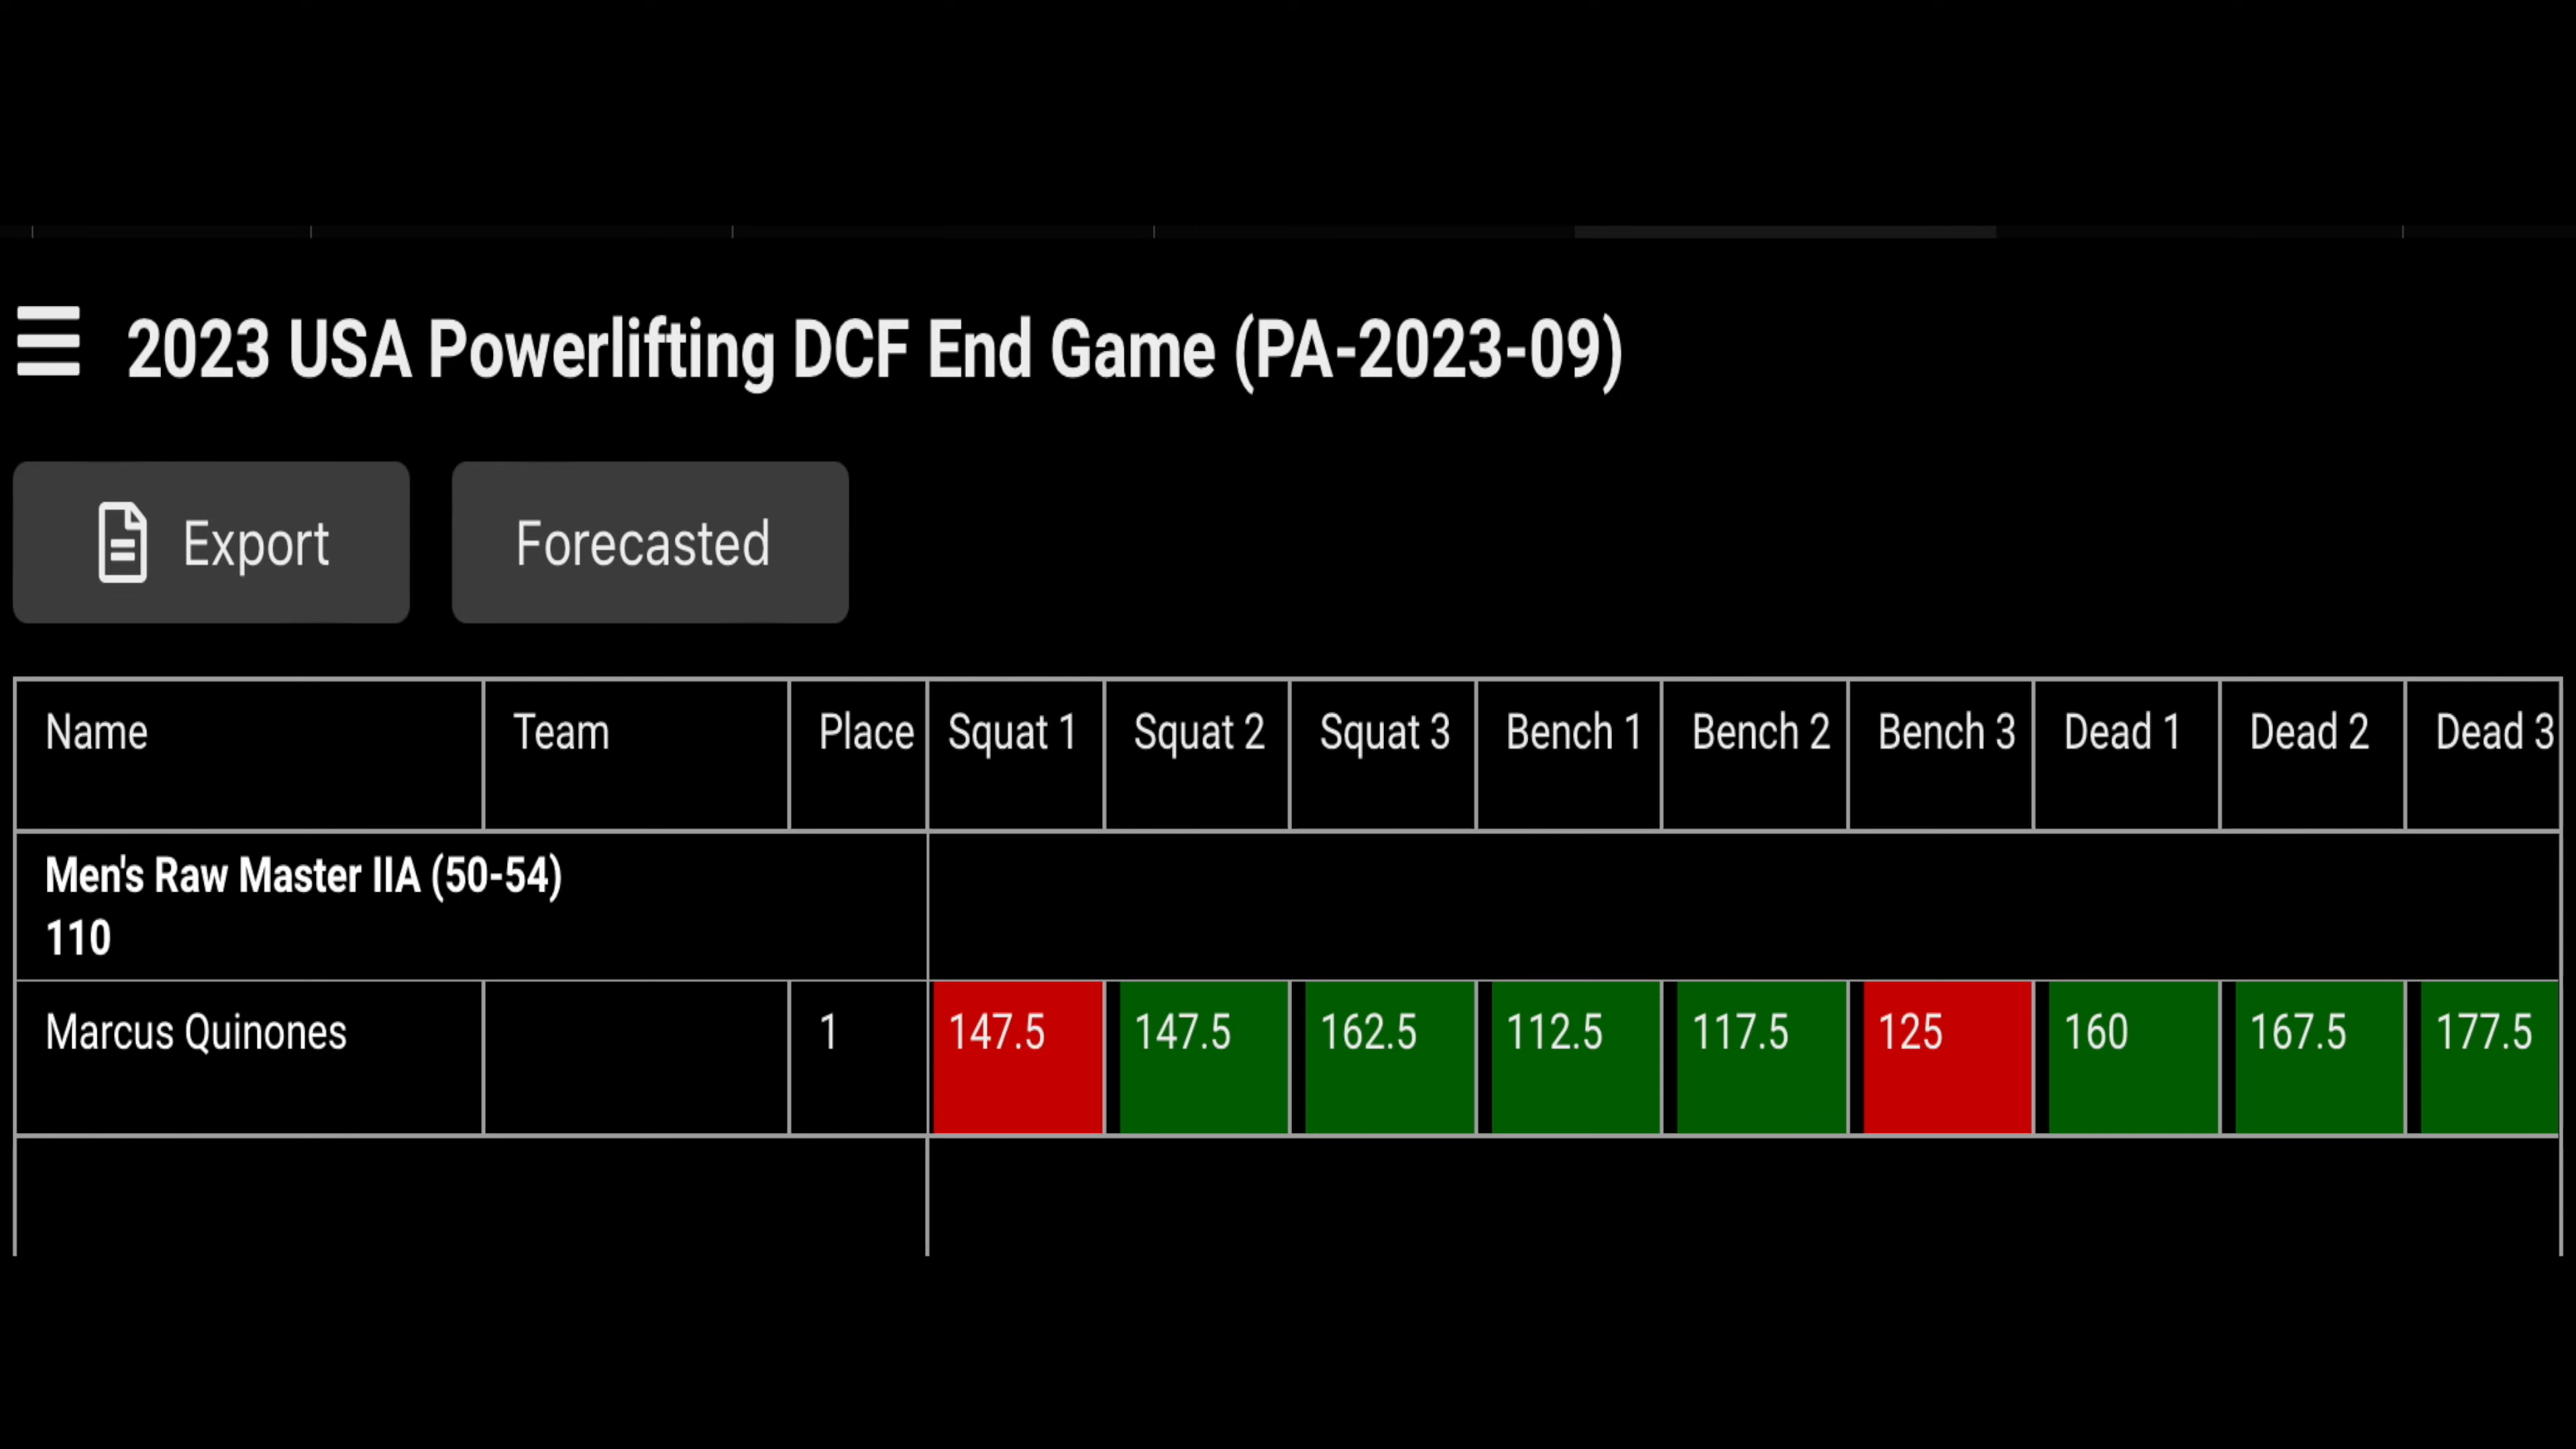 2023 USA Powerlifting DCF End Game (PA-2023-09)
Export Forecasted
Name Team Place Squat 1 Squat 2 Squat 3 Bench 1 Bench 2 Bench 3 Dead 1 Dead 2 Dead 3
Men's Raw Master IIA (50-54)
110
Marcus Quinones 1 147.5 147.5 162.5 112.5 117.5 125 160 167.5 177.5